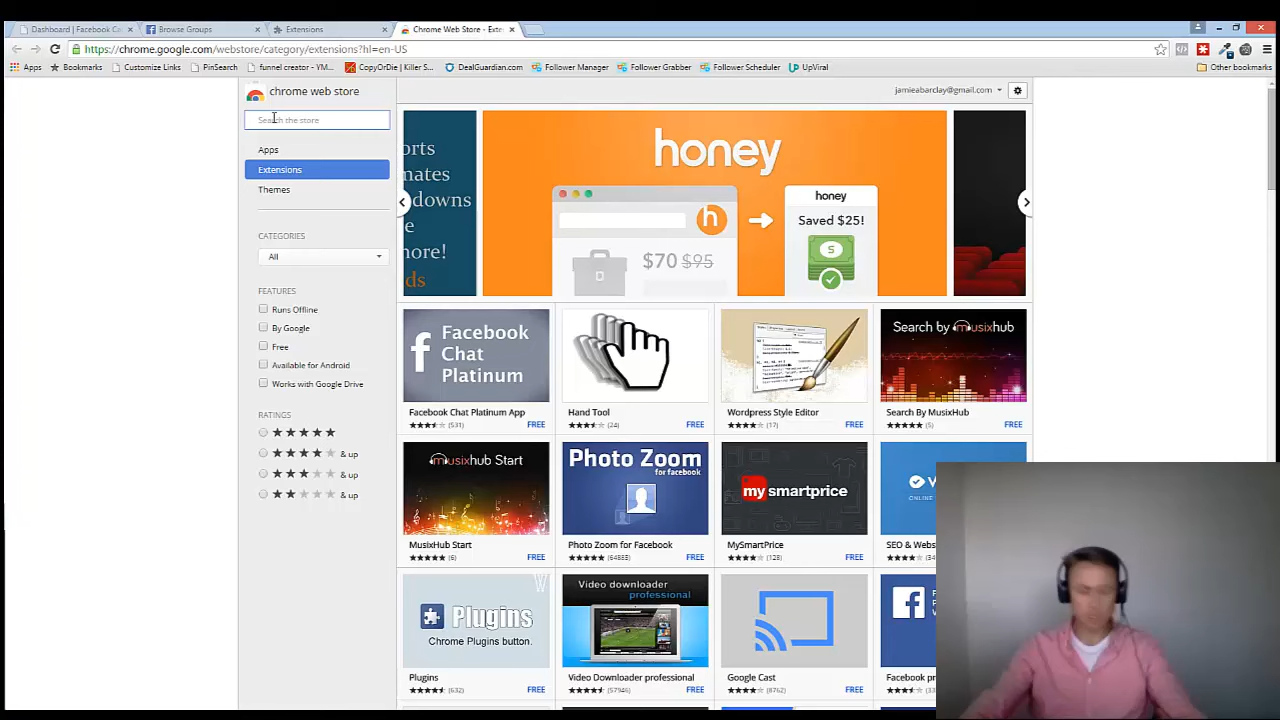 Dashboard | Facebook Co
Browse Groups
Extensions
Chrome Web Store - Exte
https://chrome.google.com/webstore/category/extensions?hl=en-US
Apps
Bookmarks
Customize Links
PinSearch
funnel creator - YM...
CopyOrDie | Killer S...
DealGuardian.com
Follower Manager
Follower Grabber
Follower Scheduler
UpViral
Other bookmarks
chrome web store
jamieabarclay@gmail.com
Search the store
Apps
Extensions
Themes
CATEGORIES
All
FEATURES
Runs Offline
By Google
Free
Available for Android
Works with Google Drive
RATINGS
& up
& up
& up
orts
mates
downs
e
nore!
ds
honey
h
$70 $95
honey
Saved $25!
S
Facebook
Chat
Platinum
Facebook Chat Platinum App
(531)
FREE
Hand Tool
(24)
FREE
Wordpress Style Editor
(17)
FREE
Search by musixhub
Search By MusixHub
(5)
FREE
musixhub Start
MusixHub Start
(6)
FREE
Photo Zoom
for facebook
Photo Zoom for Facebook
(64883)
FREE
my smartprice
MySmartPrice
(128)
FREE
ONLINE
SEO & Webs
Plugins
Chrome Plugins button.
Plugins
(632)
FREE
Video downloader
professional
Video Downloader professional
(57946)
FREE
Google Cast
(8762)
FREE
Facebook pr